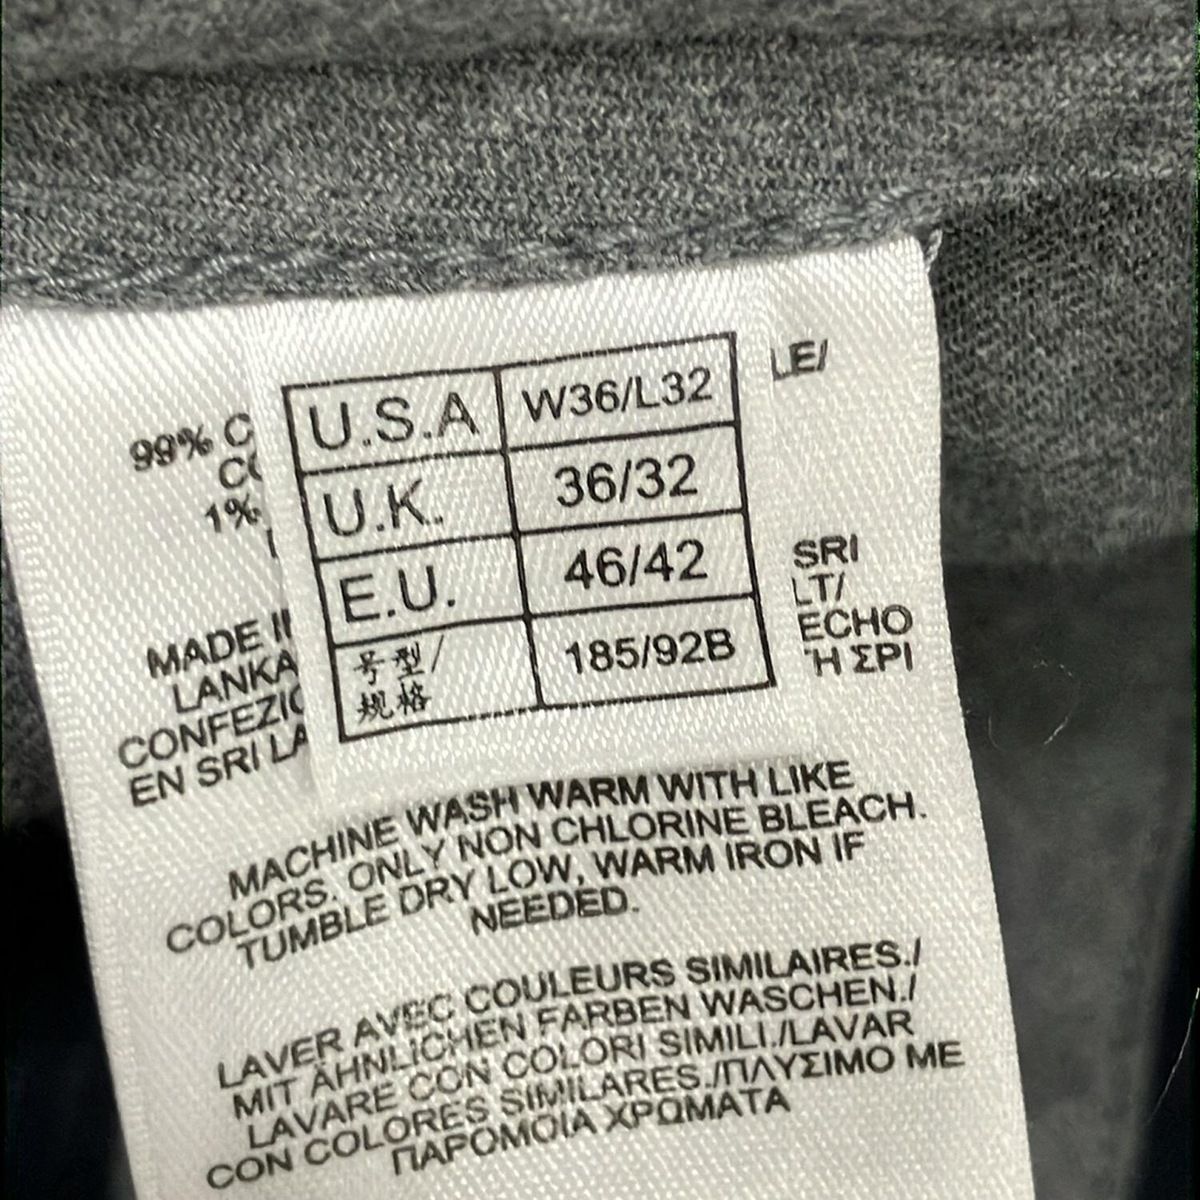 U.S.A W36/L32
U.K. 36/32
E.U. 46/42
号型/ 185/92B
规格
LE/
99% C
1%
MADE
LANKA
EN SRI LA
SRI
LT/
ECHO
Ή ΣΡΙ
MACHINE WASH WARM WITH LIKE
COLORS. ONLY NON CHLORINE BLEACH.
TUMBLE DRY LOW, WARM IRON IF
NEEDED.
LAVER AVEC COULEURS SIMILAIRES./
MIT ÄHNLICHEN FARBEN WASCHEN./
LAVARE CON COLORI SIMILI./LAVAR
CON COLORES SIMILARES./ΠΛΥΣΙΜΟ ΜΕ
ΠΑΡΟΜΟΙΑ ΧΡΩΜΑΤΑ